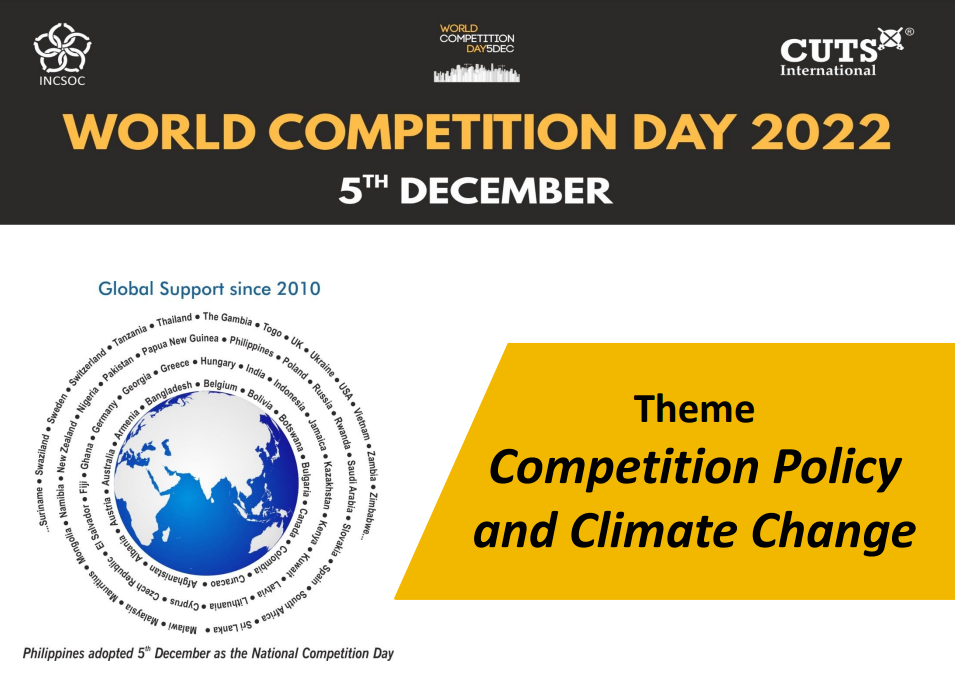 INCSOC
WORLD
COMPETITION
DAY5DEC
CUTS®
International
WORLD COMPETITION DAY 2022
5TH DECEMBER
Global Support since 2010
Afghanistan • Albania • Austria • Australia • Armenia • Bangladesh • Belgium • Bolivia • Botswana • Bulgaria • Canada • Colombia • Curacao •
Cyprus • Czech Republic • El Salvador • Fiji • Ghana • Germany • Georgia • Greece • Hungary • India • Indonesia • Jamaica • Kazakhstan • Kenya • Kuwait • Latvia • Lithuania •
Malawi • Malaysia • Mauritius • Mongolia • Namibia • New Zealand • Nigeria • Pakistan • Papua New Guinea • Philippines • Poland • Russia • Rwanda • Saudi Arabia • Slovakia • Spain • South Africa • Sri Lanka •
...Suriname • Swaziland • Sweden • Switzerland • Tanzania • Thailand • The Gambia • Togo • UK • Ukraine • USA • Vietnam • Zambia • Zimbabwe...
Philippines adopted 5th December as the National Competition Day
Theme
Competition Policy
and Climate Change